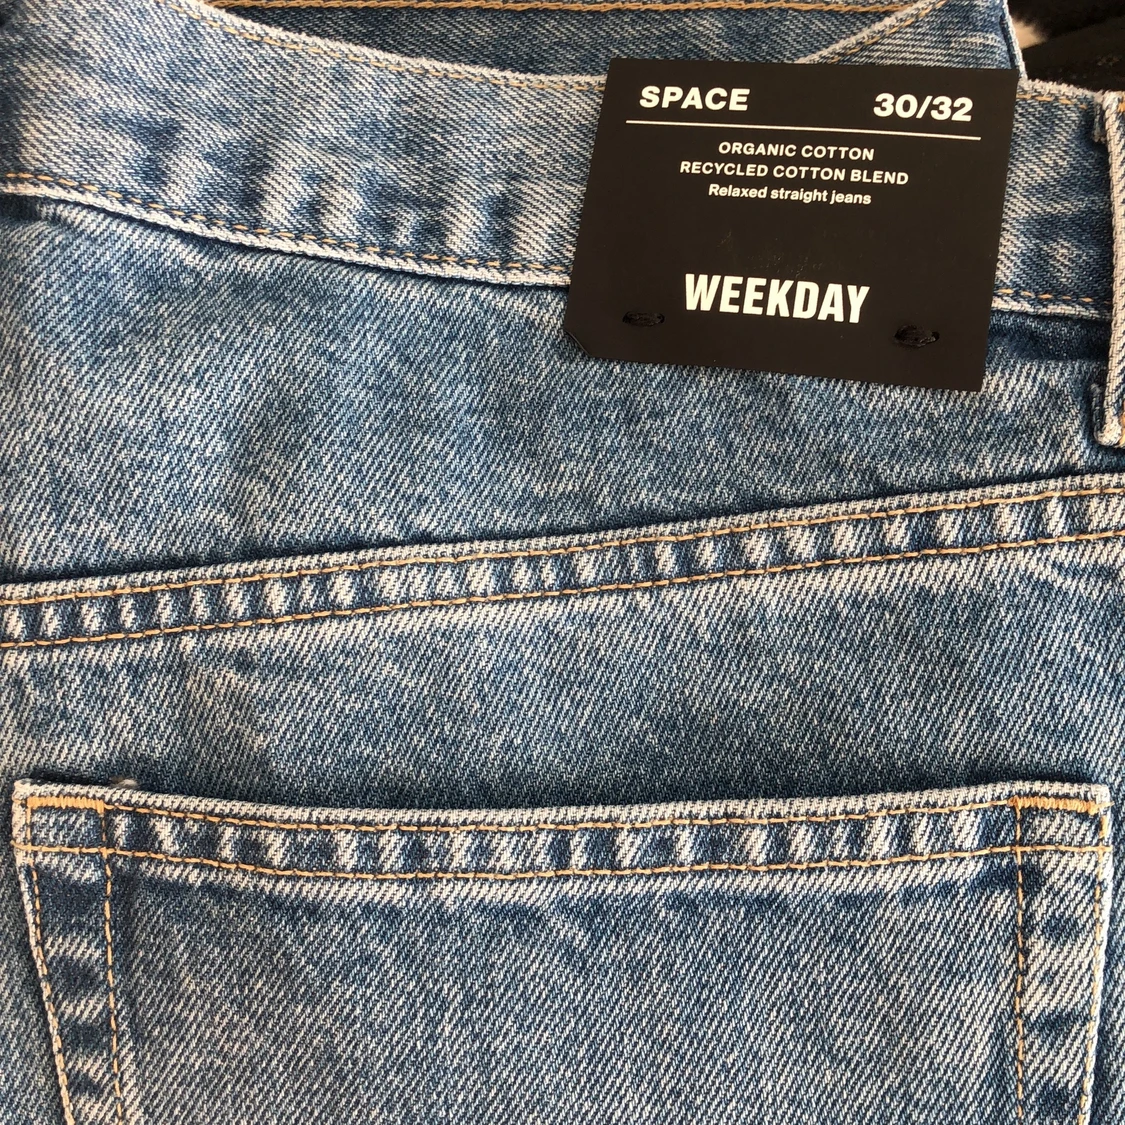 SPACE 30/32
ORGANIC COTTON
RECYCLED COTTON BLEND
Relaxed straight jeans
WEEKDAY